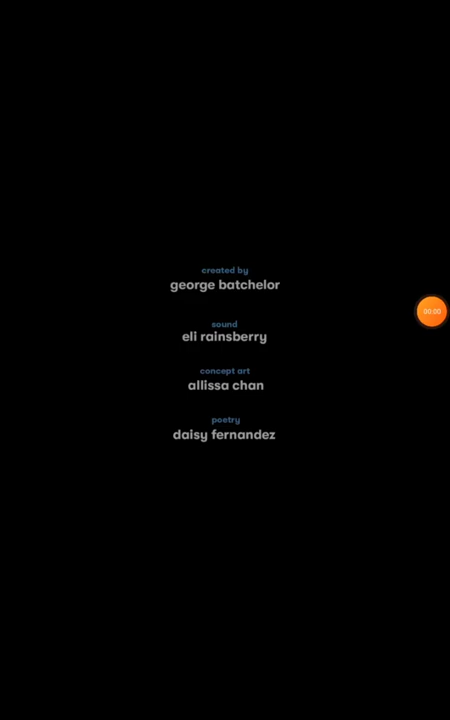 created by
george batchelor
00:00
sound
eli rainsberry
concept art
allissa chan
poetry
daisy fernandez